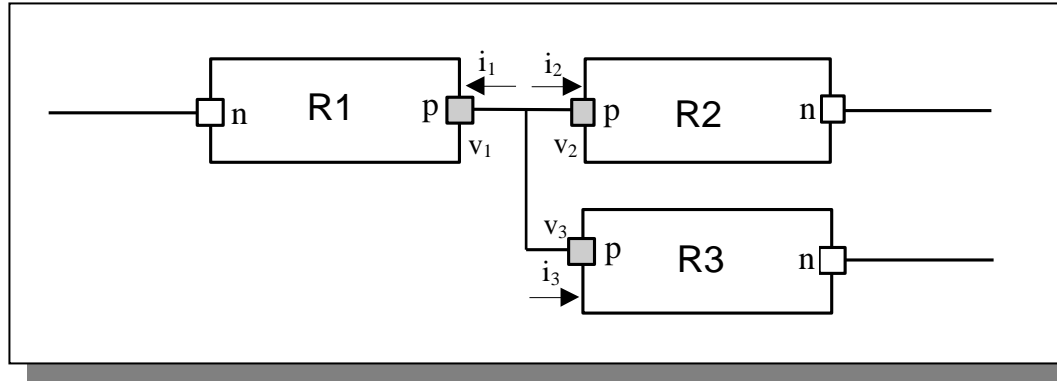 i₁ i₂
n R1 p p R2 n
v₁ v₂
v₃
p R3 n
i₃